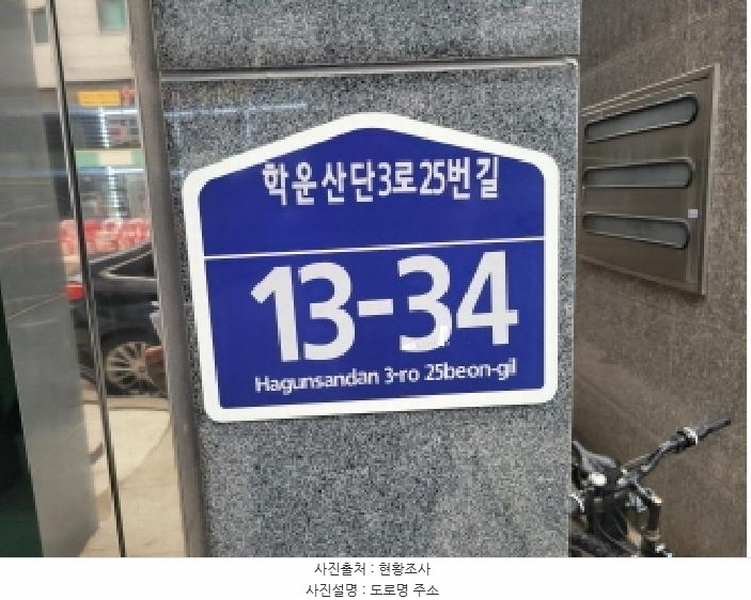 학운산단3로25번길
13-34
Hagunsandan 3-ro 25beon-gil
사진출처 : 현황조사
사진설명 : 도로명 주소